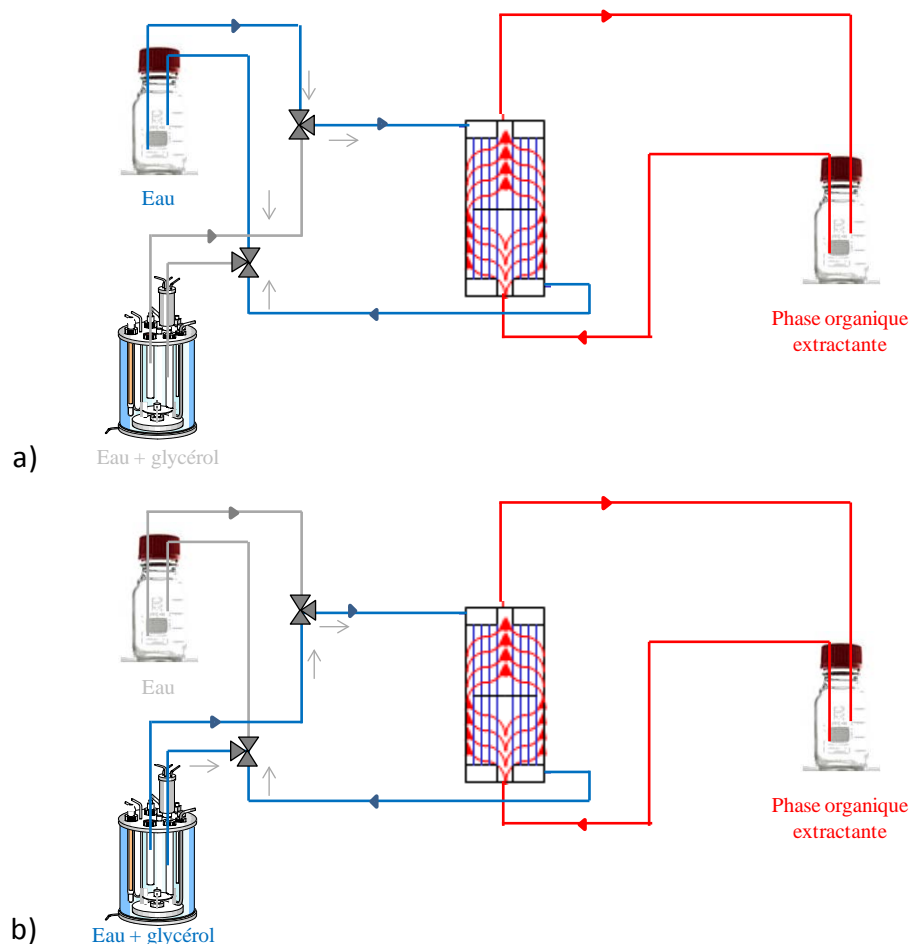 Eau
Phase organique
extractante
Eau + glycérol
a)
Eau
Phase organique
extractante
Eau + glycérol
b)